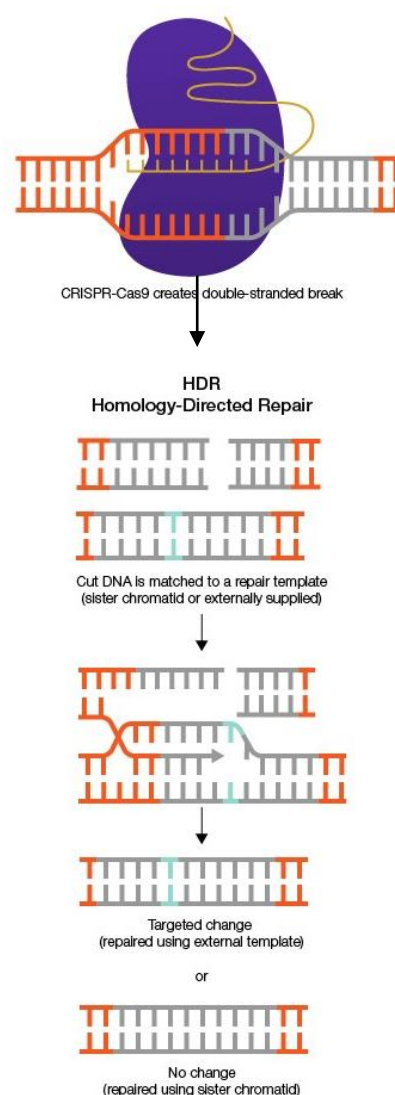 CRISPR-Cas9 creates double-stranded break
HDR
Homology-Directed Repair
Cut DNA is matched to a repair template
(sister chromatid or externally supplied)
Targeted change
(repaired using external template)
or
No change
(repaired using sister chromatid)